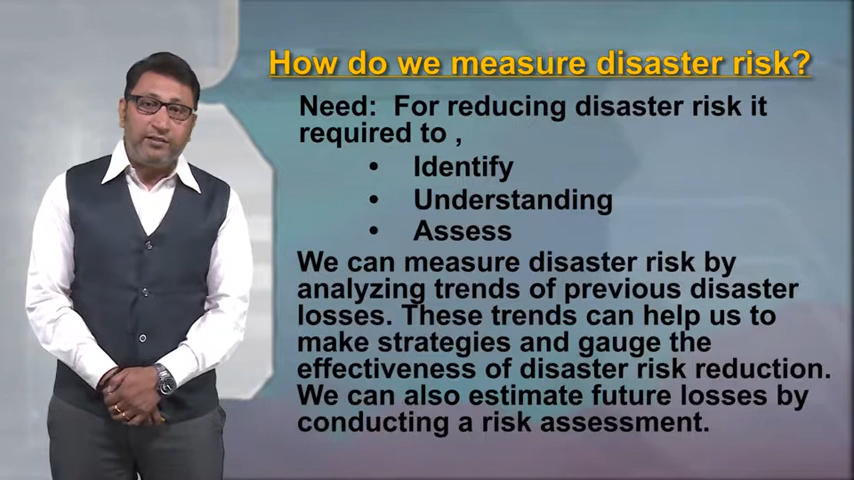 How do we measure disaster risk?
Need: For reducing disaster risk it
required to ,
• Identify
• Understanding
• Assess
We can measure disaster risk by
analyzing trends of previous disaster
losses. These trends can help us to
make strategies and gauge the
effectiveness of disaster risk reduction.
We can also estimate future losses by
conducting a risk assessment.